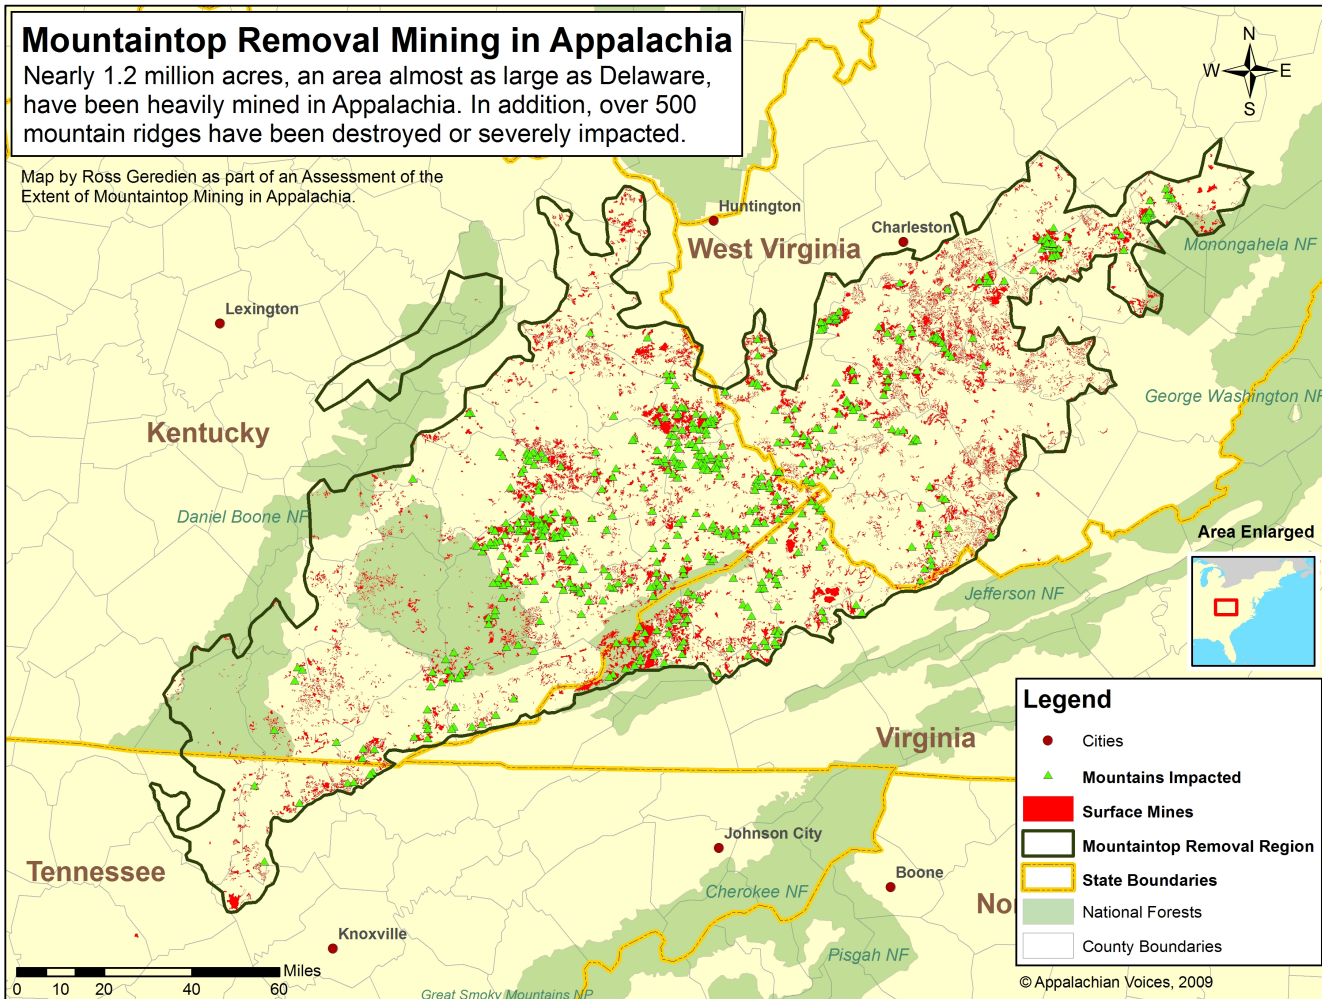 Mountaintop Removal Mining in Appalachia
Nearly 1.2 million acres, an area almost as large as Delaware,
have been heavily mined in Appalachia. In addition, over 500
mountain ridges have been destroyed or severely impacted.
Map by Ross Geredien as part of an Assessment of the
Extent of Mountaintop Mining in Appalachia.
N
W E
S
Huntington
Charleston
West Virginia
Monongahela NF
Lexington
George Washington NF
Kentucky
Daniel Boone NF
Area Enlarged
Jefferson NF
Virginia
Johnson City
Tennessee
Boone
Cherokee NF
No
Knoxville
Pisgah NF
Great Smoky Mountains NP
Miles
0 10 20 40 60
Legend
Cities
Mountains Impacted
Surface Mines
Mountaintop Removal Region
State Boundaries
National Forests
County Boundaries
© Appalachian Voices, 2009